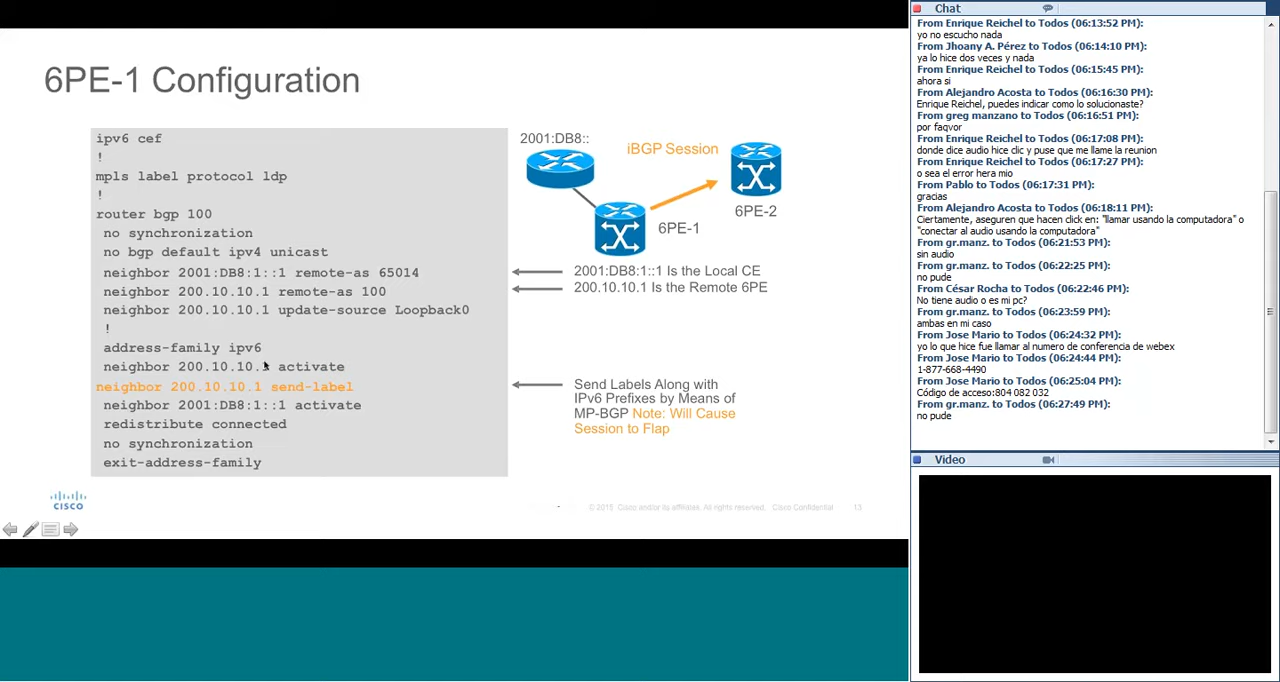 6PE-1 Configuration
ipv6 cef
!
mpls label protocol ldp
!
router bgp 100
no synchronization
no bgp default ipv4 unicast
neighbor 2001:DB8:1::1 remote-as 65014
neighbor 200.10.10.1 remote-as 100
neighbor 200.10.10.1 update-source Loopback0
!
address-family ipv6
neighbor 200.10.10.1 activate
neighbor 200.10.10.1 send-label
neighbor 2001:DB8:1::1 activate
redistribute connected
no synchronization
exit-address-family
2001:DB8::
iBGP Session
6PE-2
6PE-1
2001:DB8:1::1 Is the Local CE
200.10.10.1 Is the Remote 6PE
Send Labels Along with
IPv6 Prefixes by Means of
MP-BGP Note: Will Cause
Session to Flap
CISCO
© 2015 Cisco and/or its affiliates. All rights reserved. Cisco Confidential
13
Chat
From Enrique Reichel to Todos (06:13:52 PM):
yo no escucho nada
From Jhoany A. Pérez to Todos (06:14:10 PM):
ya lo hice dos veces y nada
From Enrique Reichel to Todos (06:15:45 PM):
ahora si
From Alejandro Acosta to Todos (06:16:30 PM):
Enrique Reichel, puedes indicar como lo solucionaste?
From greg manzano to Todos (06:16:51 PM):
por faqvor
From Enrique Reichel to Todos (06:17:08 PM):
donde dice audio hice clic y puse que me llame la reunion
From Enrique Reichel to Todos (06:17:27 PM):
o sea el error hera mio
From Pablo to Todos (06:17:31 PM):
gracias
From Alejandro Acosta to Todos (06:18:11 PM):
Ciertamente, aseguren que hacen click en: "llamar usando la computadora" o
"conectar al audio usando la computadora"
From gr.manz. to Todos (06:21:53 PM):
sin audio
From gr.manz. to Todos (06:22:25 PM):
no pude
From César Rocha to Todos (06:22:46 PM):
No tiene audio o es mi pc?
From gr.manz. to Todos (06:23:59 PM):
ambas en mi caso
From Jose Mario to Todos (06:24:32 PM):
yo lo que hice fue llamar al numero de conferencia de webex
From Jose Mario to Todos (06:24:44 PM):
1-877-668-4490
From Jose Mario to Todos (06:25:04 PM):
Código de acceso:804 082 032
From gr.manz. to Todos (06:27:49 PM):
no pude
Video